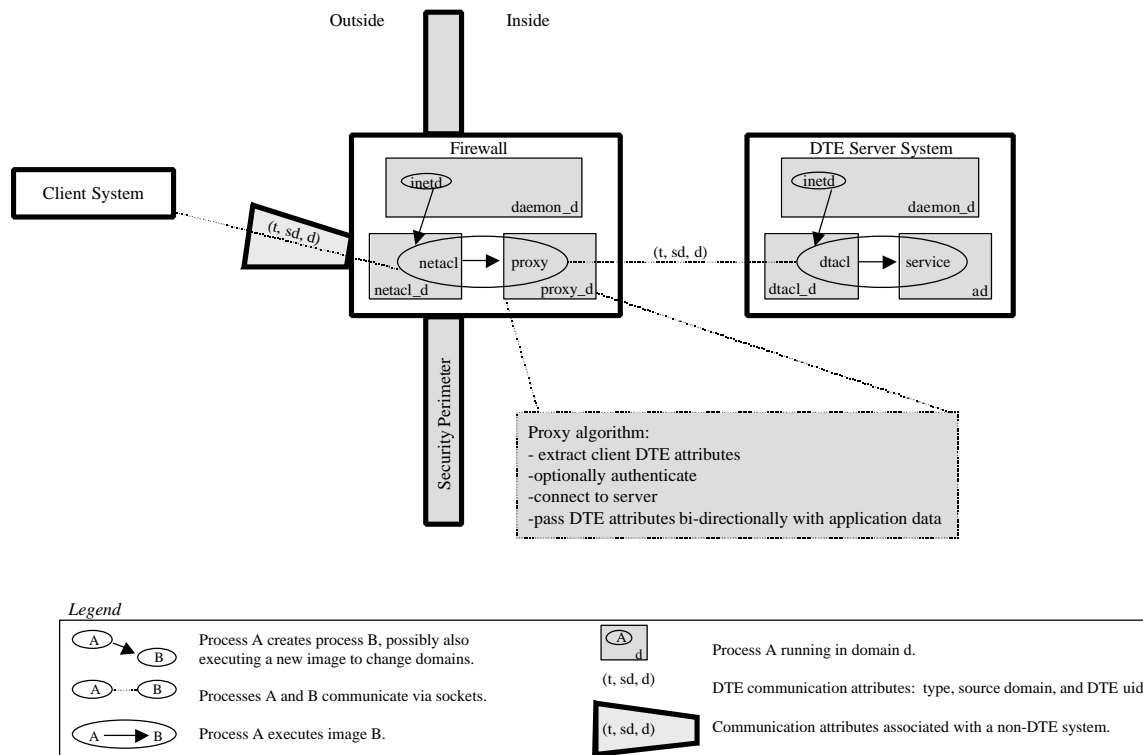 Outside
Inside
Firewall
DTE Server System
Client System
inetd
daemon_d
inetd
daemon_d
(t, sd, d)
netacl
proxy
netacl_d
proxy_d
(t, sd, d)
dtacl
service
dtacl_d
ad
Security Perimeter
Proxy algorithm:
- extract client DTE attributes
-optionally authenticate
-connect to server
-pass DTE attributes bi-directionally with application data
Legend
A
B
Process A creates process B, possibly also
executing a new image to change domains.
A
B
Processes A and B communicate via sockets.
A
B
Process A executes image B.
A
d
Process A running in domain d.
(t, sd, d)
DTE communication attributes: type, source domain, and DTE uid
(t, sd, d)
Communication attributes associated with a non-DTE system.